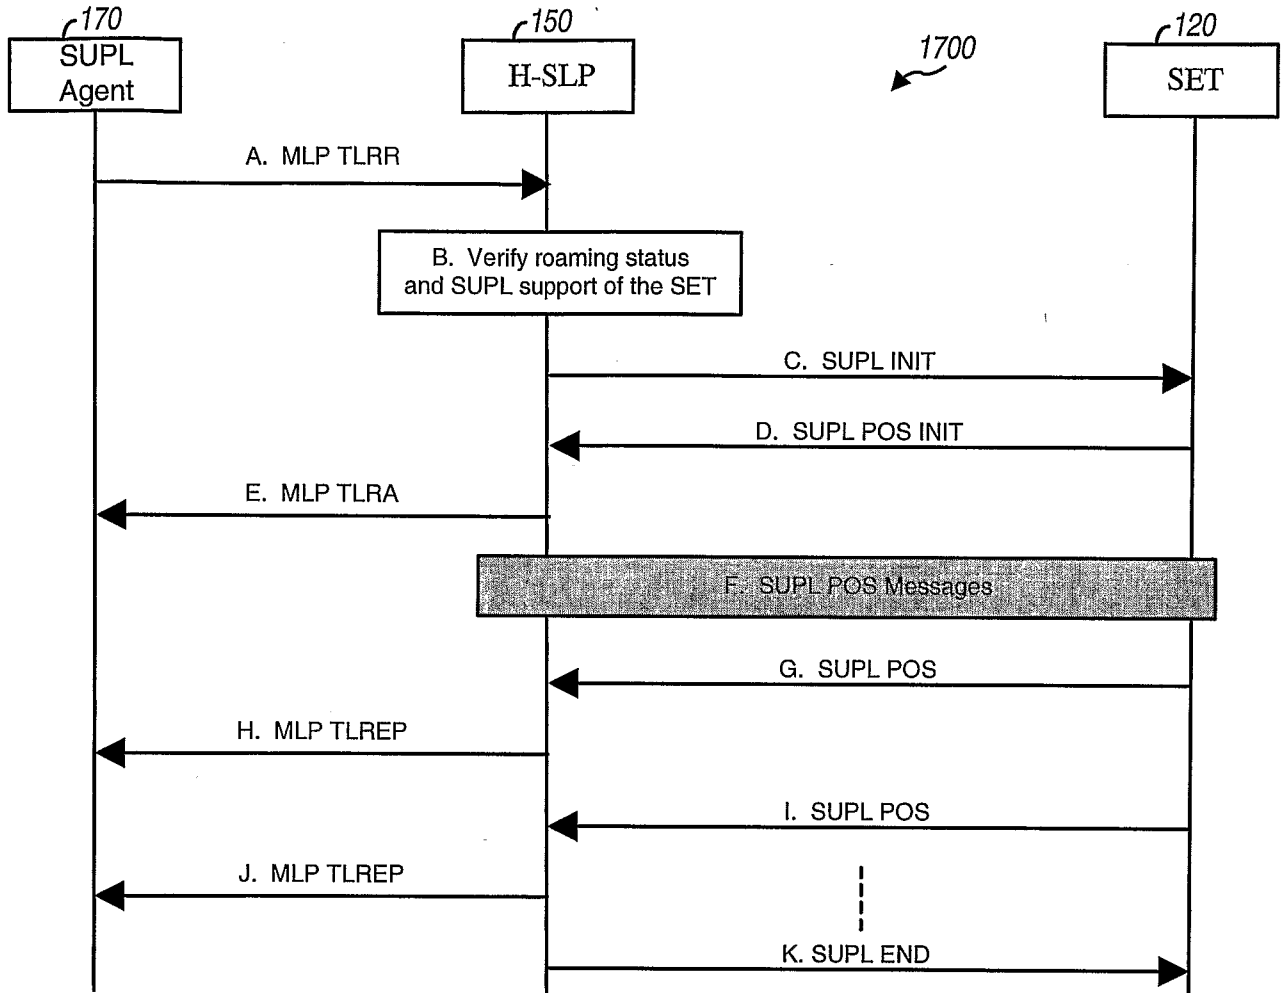 170
150
120
1700
SUPL
Agent
H-SLP
SET
A. MLP TLRR
B. Verify roaming status
and SUPL support of the SET
C. SUPL INIT
D. SUPL POS INIT
E. MLP TLRA
F. SUPL POS Messages
G. SUPL POS
H. MLP TLREP
I. SUPL POS
J. MLP TLREP
K. SUPL END